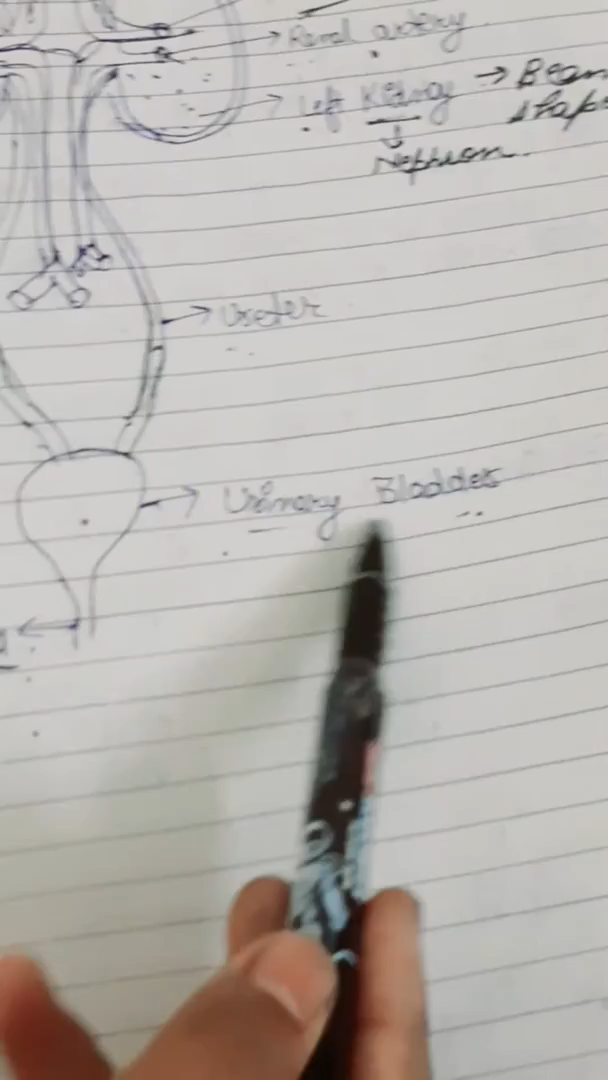 → Renal artery
→ Left Kidney → Bean shape
↓
Nephron
→ Ureter
→ Urinary Bladder